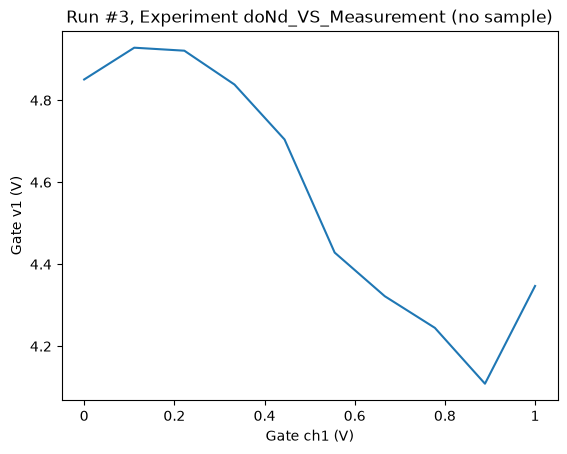 Run #3, Experiment doNd_VS_Measurement (no sample)
4.8
4.6
4.4
4.2
Gate v1 (V)
0 0.2 0.4 0.6 0.8 1
Gate ch1 (V)